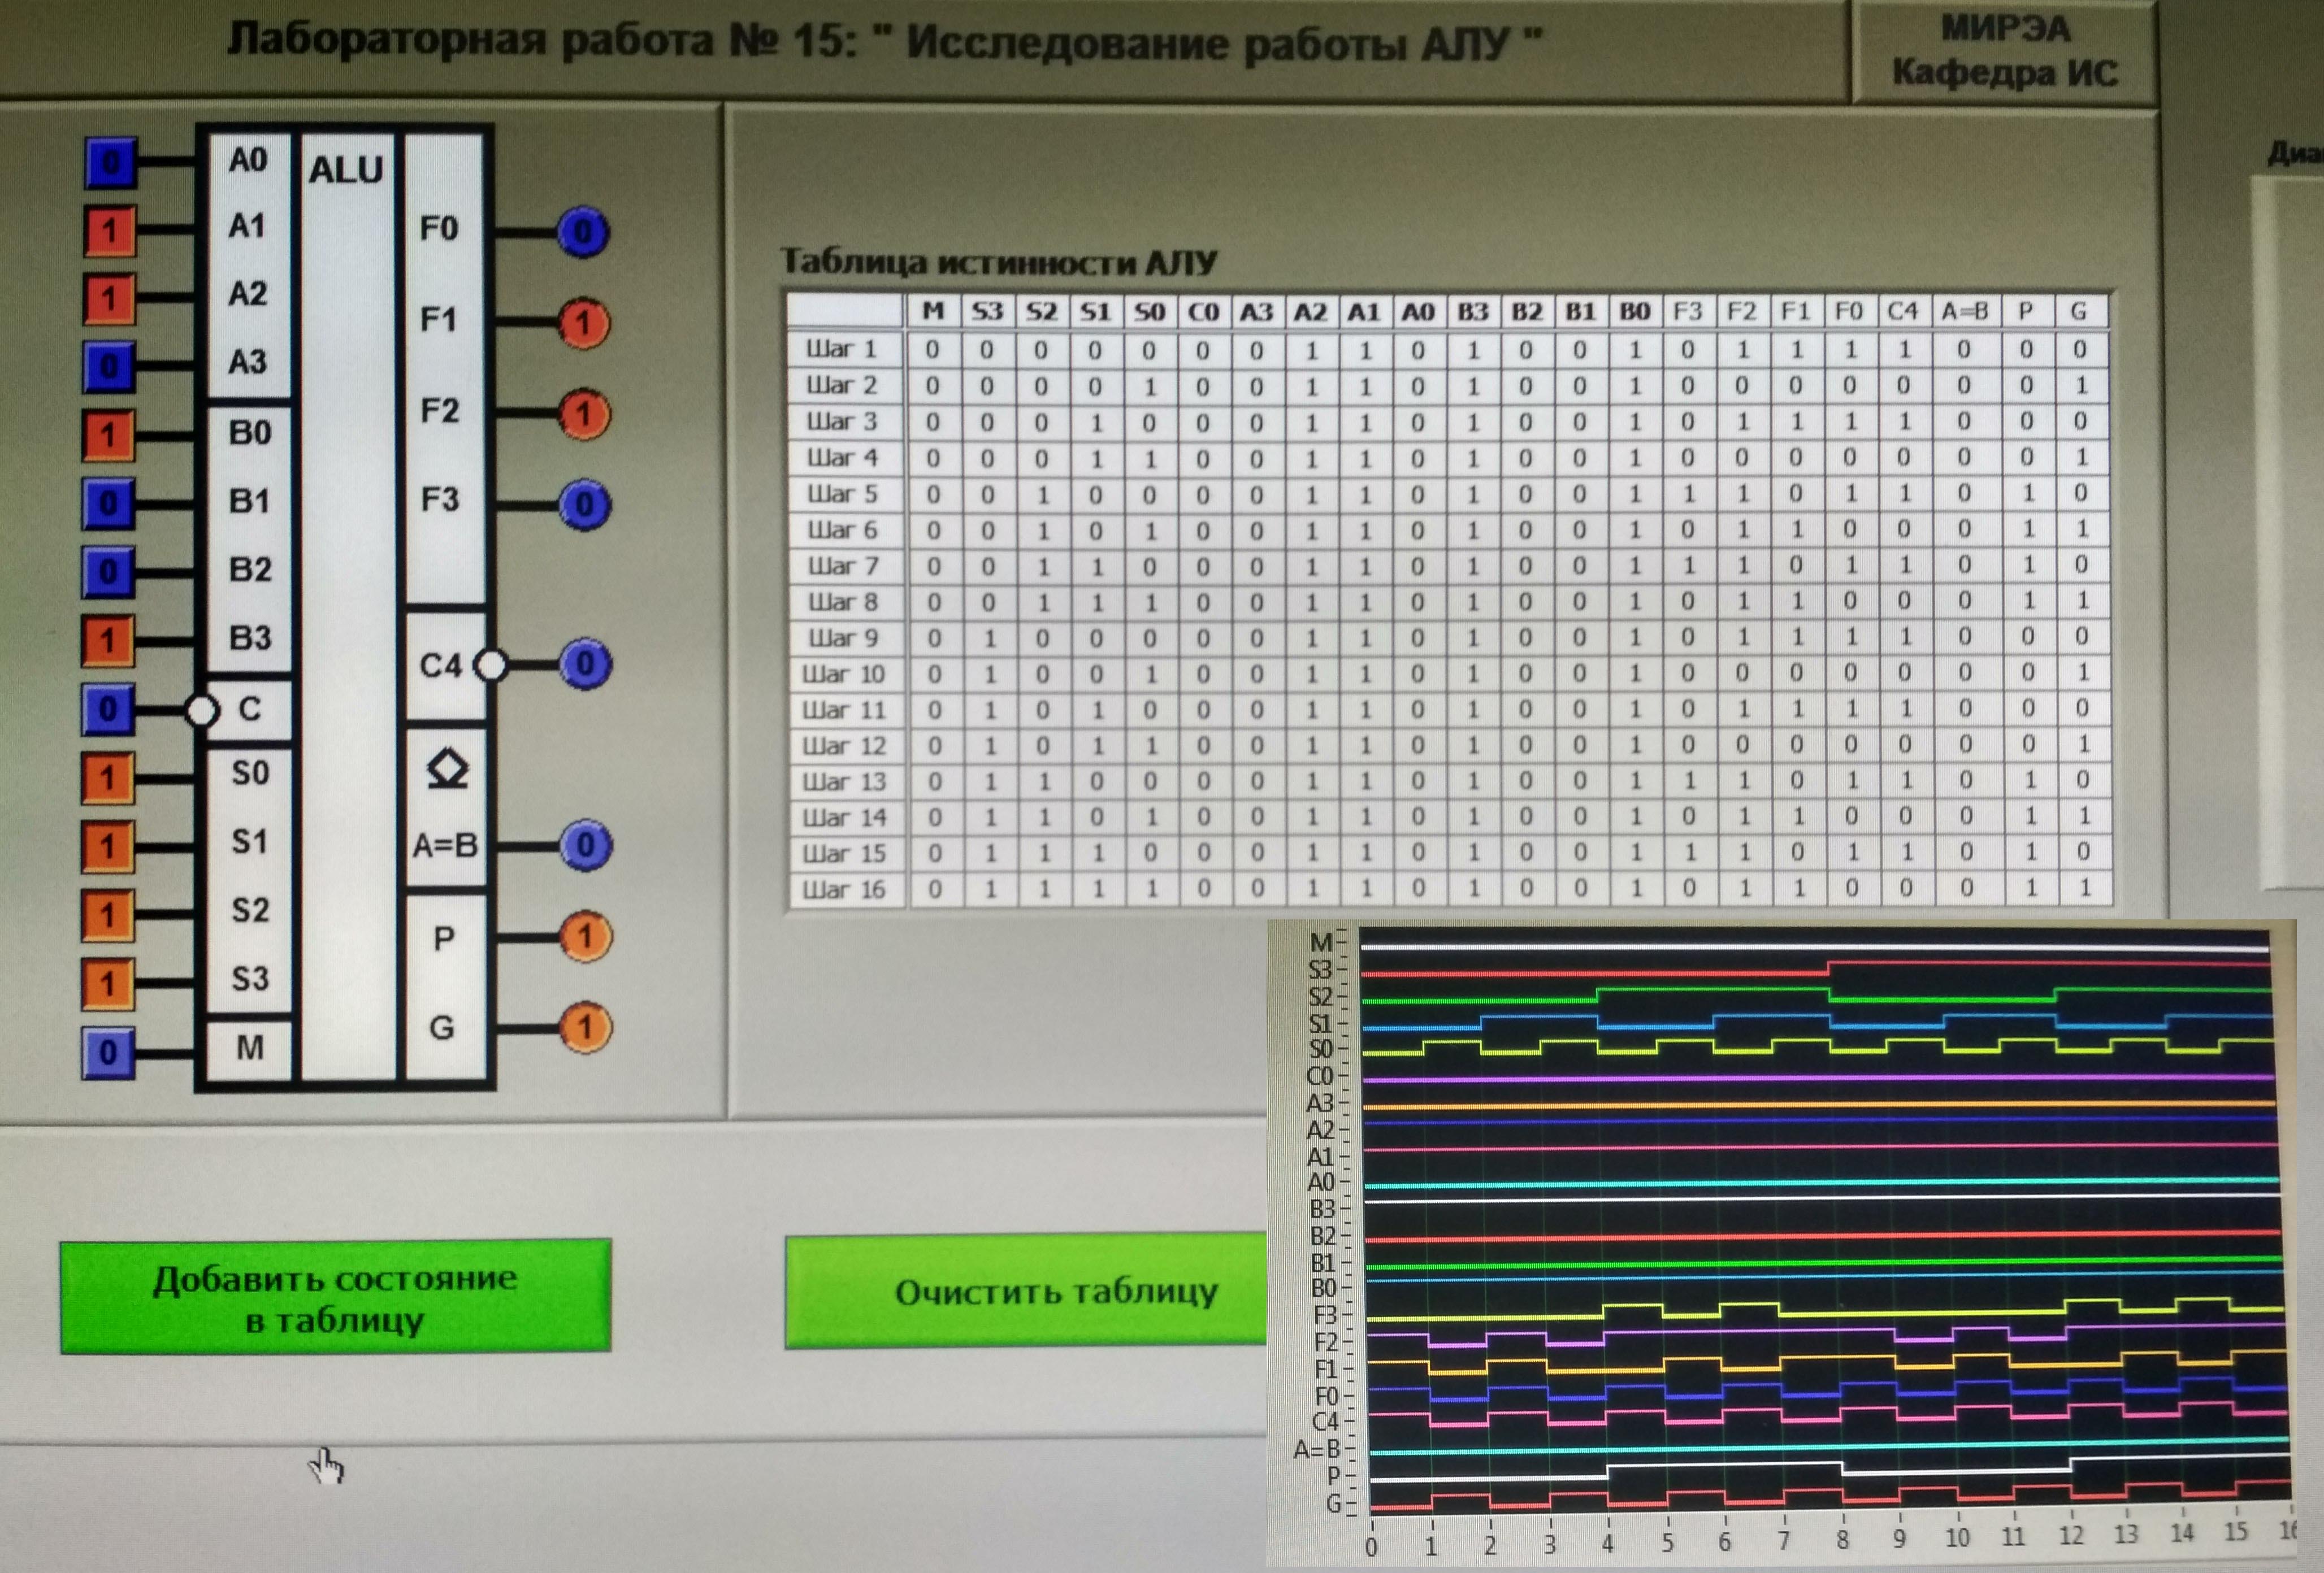 Лабораторная работа № 15: " Исследование работы АЛУ "
МИРЭА
Кафедра ИС
0 A0 ALU
1 A1 F0 0
1 A2 F1 1
0 A3
1 B0 F2 1
0 B1 F3 0
0 B2
1 B3 C4 0
0 C
1 S0
1 S1 A=B 0
1 S2 P 1
1 S3
0 M G 1
Таблица истинности АЛУ
M S3 S2 S1 S0 C0 A3 A2 A1 A0 B3 B2 B1 B0 F3 F2 F1 F0 C4 A=B P G
Шаг 1 0 0 0 0 0 0 0 1 1 0 1 0 0 1 0 1 1 1 1 0 0 0
Шаг 2 0 0 0 0 1 0 0 1 1 0 1 0 0 1 0 0 0 0 0 0 0 1
Шаг 3 0 0 0 1 0 0 0 1 1 0 1 0 0 1 0 1 1 1 1 0 0 0
Шаг 4 0 0 0 1 1 0 0 1 1 0 1 0 0 1 0 0 0 0 0 0 0 1
Шаг 5 0 0 1 0 0 0 0 1 1 0 1 0 0 1 1 1 0 1 1 0 1 0
Шаг 6 0 0 1 0 1 0 0 1 1 0 1 0 0 1 0 1 1 0 0 0 1 1
Шаг 7 0 0 1 1 0 0 0 1 1 0 1 0 0 1 1 1 0 1 1 0 1 0
Шаг 8 0 0 1 1 1 0 0 1 1 0 1 0 0 1 0 1 1 0 0 0 1 1
Шаг 9 0 1 0 0 0 0 0 1 1 0 1 0 0 1 0 1 1 1 1 0 0 0
Шаг 10 0 1 0 0 1 0 0 1 1 0 1 0 0 1 0 0 0 0 0 0 0 1
Шаг 11 0 1 0 1 0 0 0 1 1 0 1 0 0 1 0 1 1 1 1 0 0 0
Шаг 12 0 1 0 1 1 0 0 1 1 0 1 0 0 1 0 0 0 0 0 0 0 1
Шаг 13 0 1 1 0 0 0 0 1 1 0 1 0 0 1 1 1 0 1 1 0 1 0
Шаг 14 0 1 1 0 1 0 0 1 1 0 1 0 0 1 0 1 1 0 0 0 1 1
Шаг 15 0 1 1 1 0 0 0 1 1 0 1 0 0 1 1 1 0 1 1 0 1 0
Шаг 16 0 1 1 1 1 0 0 1 1 0 1 0 0 1 0 1 1 0 0 0 1 1
Добавить состояние
в таблицу
Очистить таблицу
M
S3
S2
S1
S0
C0
A3
A2
A1
A0
B3
B2
B1
B0
F3
F2
F1
F0
C4
A=B
P
G
0 1 2 3 4 5 6 7 8 9 10 11 12 13 14 15